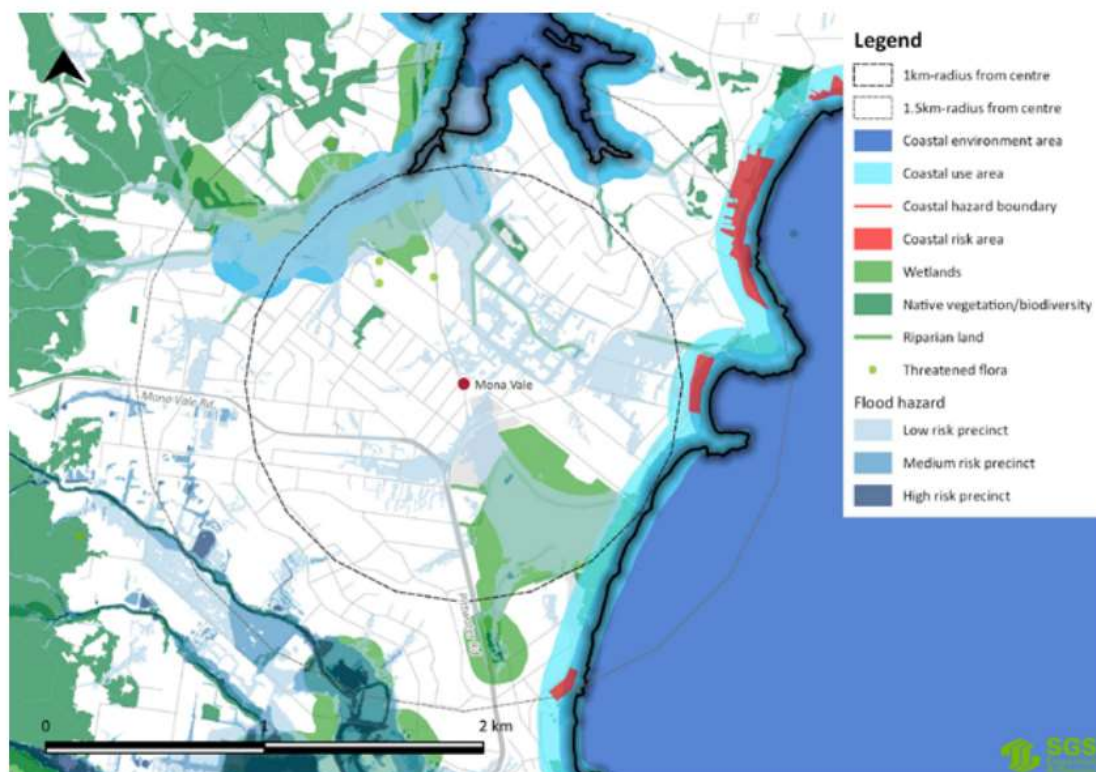 Legend
1km-radius from centre
1.5km-radius from centre
Coastal environment area
Coastal use area
Coastal hazard boundary
Coastal risk area
Wetlands
Native vegetation/biodiversity
Riparian land
Threatened flora
Flood hazard
Low risk precinct
Medium risk precinct
High risk precinct
Mona Vale
Mona Vale Rd
0
1
2 km
SGS